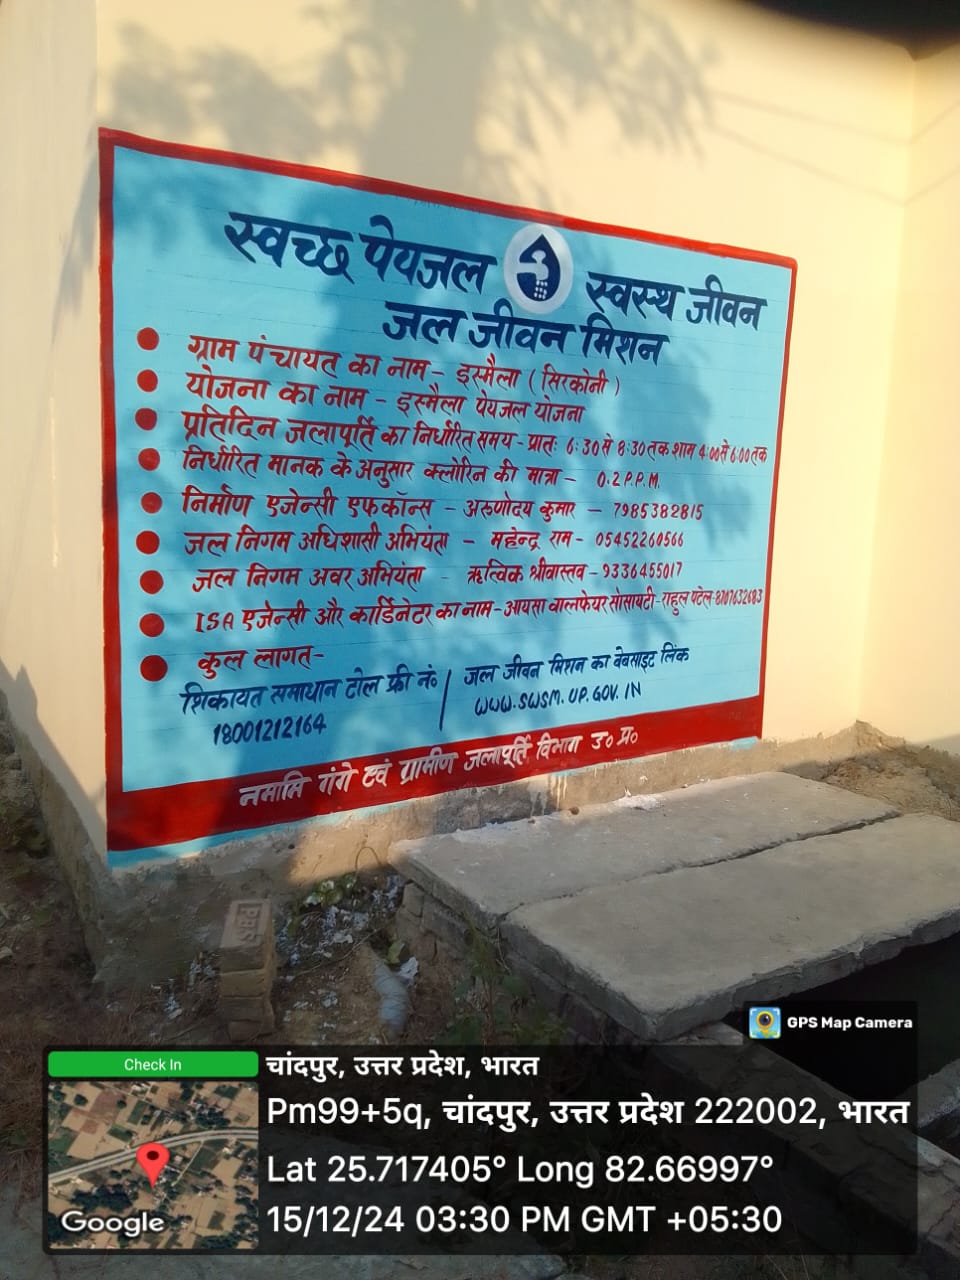 स्वच्छ पेयजल स्वस्थ जीवन
जल जीवन मिशन
ग्राम पंचायत का नाम - इस्मैला (सिरकोनी)
योजना का नाम - इस्मैला पेयजल योजना
प्रतिदिन जलापूर्ति का निर्धारित समय - प्रातः 6:30 से 8:30 तक शाम 4:00 से 6:00 तक
निर्धारित मानक के अनुसार क्लोरिन की मात्रा - 0.2 P.P.M.
निर्माण एजेन्सी एफकॉन्स - अरुणोदय कुमार - 7985382815
जल निगम अधिशासी अभियंता - महेन्द्र राम - 05452260566
जल निगम अवर अभियंता - ऋत्विक श्रीवास्तव - 9336455017
ISA एजेन्सी और कार्डिनेटर का नाम - आयसा वाल्नफेयर सोसायटी - राहुल पटेल - 8707632683
कुल लागत -
शिकायत समाधान टोल फ्री नं० / जल जीवन मिशन का वेबसाइट लिंक
18001212164 WWW.SWSM.UP.GOV.IN
नमामि गंगे एवं ग्रामीण जलापूर्ति विभाग उ० प्र०
GPS Map Camera
Check In
चांदपुर, उत्तर प्रदेश, भारत
Pm99+5q, चांदपुर, उत्तर प्रदेश 222002, भारत
Lat 25.717405° Long 82.66997°
15/12/24 03:30 PM GMT +05:30
Google